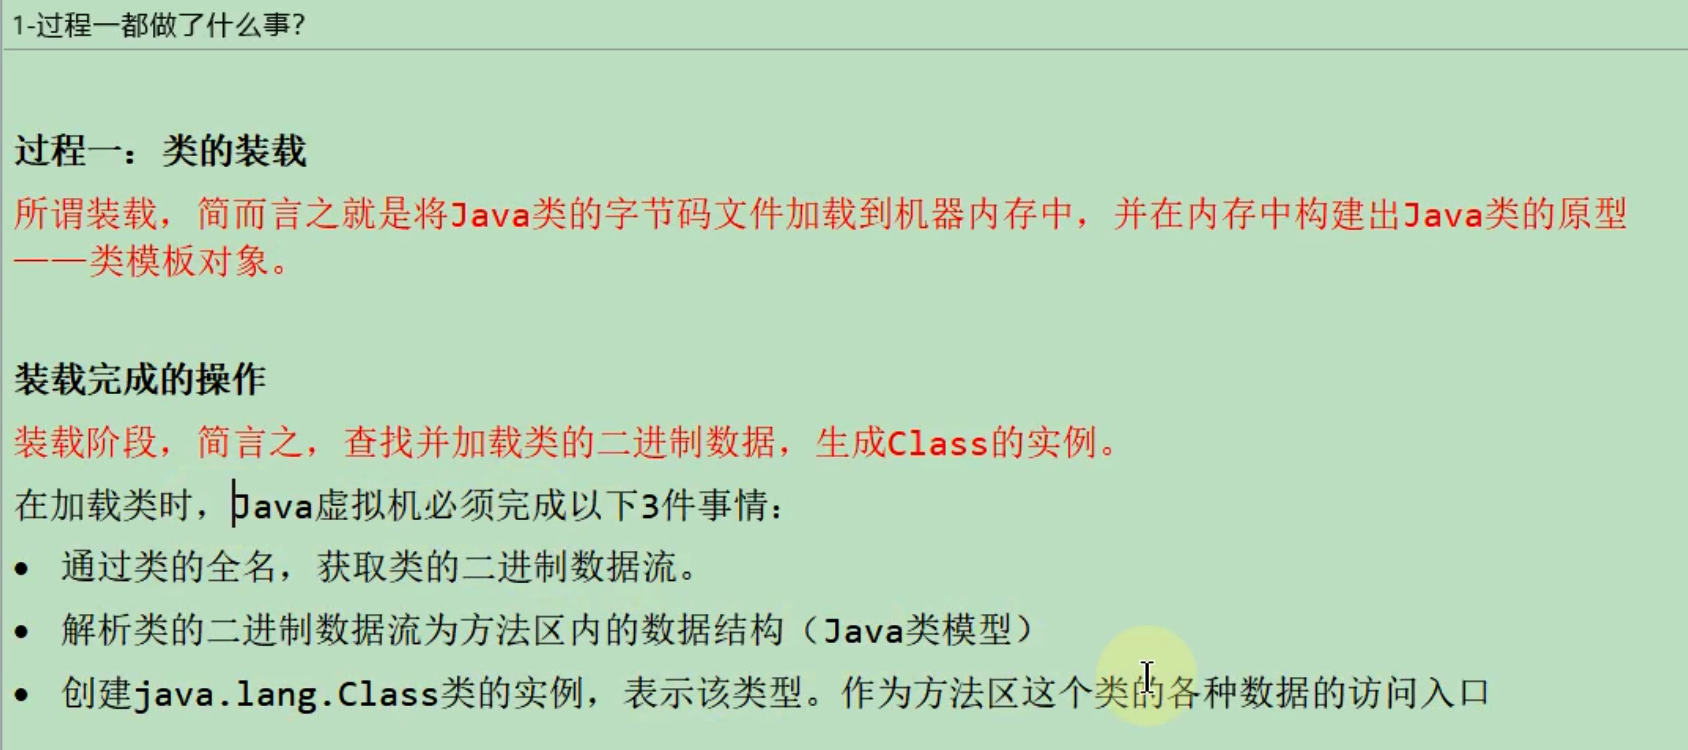 1-过程一都做了什么事?
过程一：类的装载
所谓装载，简而言之就是将Java类的字节码文件加载到机器内存中，并在内存中构建出Java类的原型
——类模板对象。
装载完成的操作
装载阶段，简言之，查找并加载类的二进制数据，生成Class的实例。
在加载类时，Java虚拟机必须完成以下3件事情：
• 通过类的全名，获取类的二进制数据流。
• 解析类的二进制数据流为方法区内的数据结构（Java类模型）
• 创建java.lang.Class类的实例，表示该类型。作为方法区这个类的各种数据的访问入口